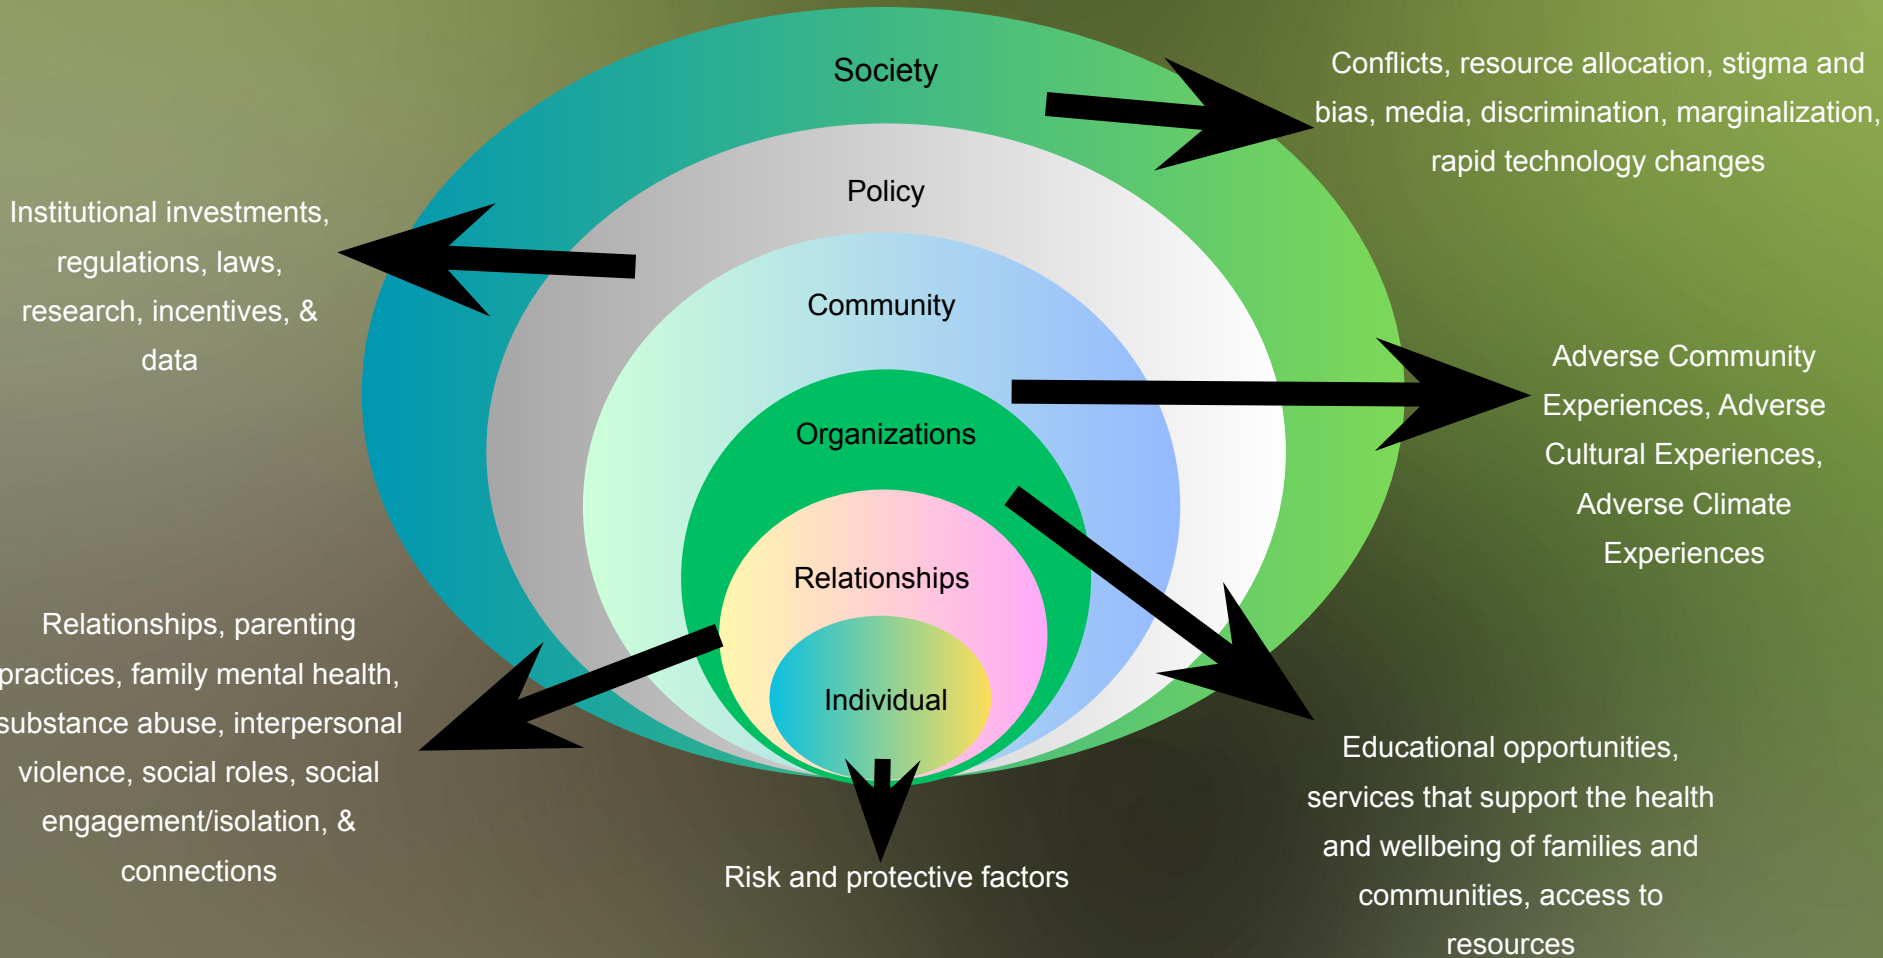 Society
Policy
Community
Organizations
Relationships
Individual
Conflicts, resource allocation, stigma and
bias, media, discrimination, marginalization,
rapid technology changes
Institutional investments,
regulations, laws,
research, incentives, &
data
Adverse Community
Experiences, Adverse
Cultural Experiences,
Adverse Climate
Experiences
Relationships, parenting
practices, family mental health,
substance abuse, interpersonal
violence, social roles, social
engagement/isolation, &
connections
Educational opportunities,
services that support the health
and wellbeing of families and
communities, access to
resources
Risk and protective factors